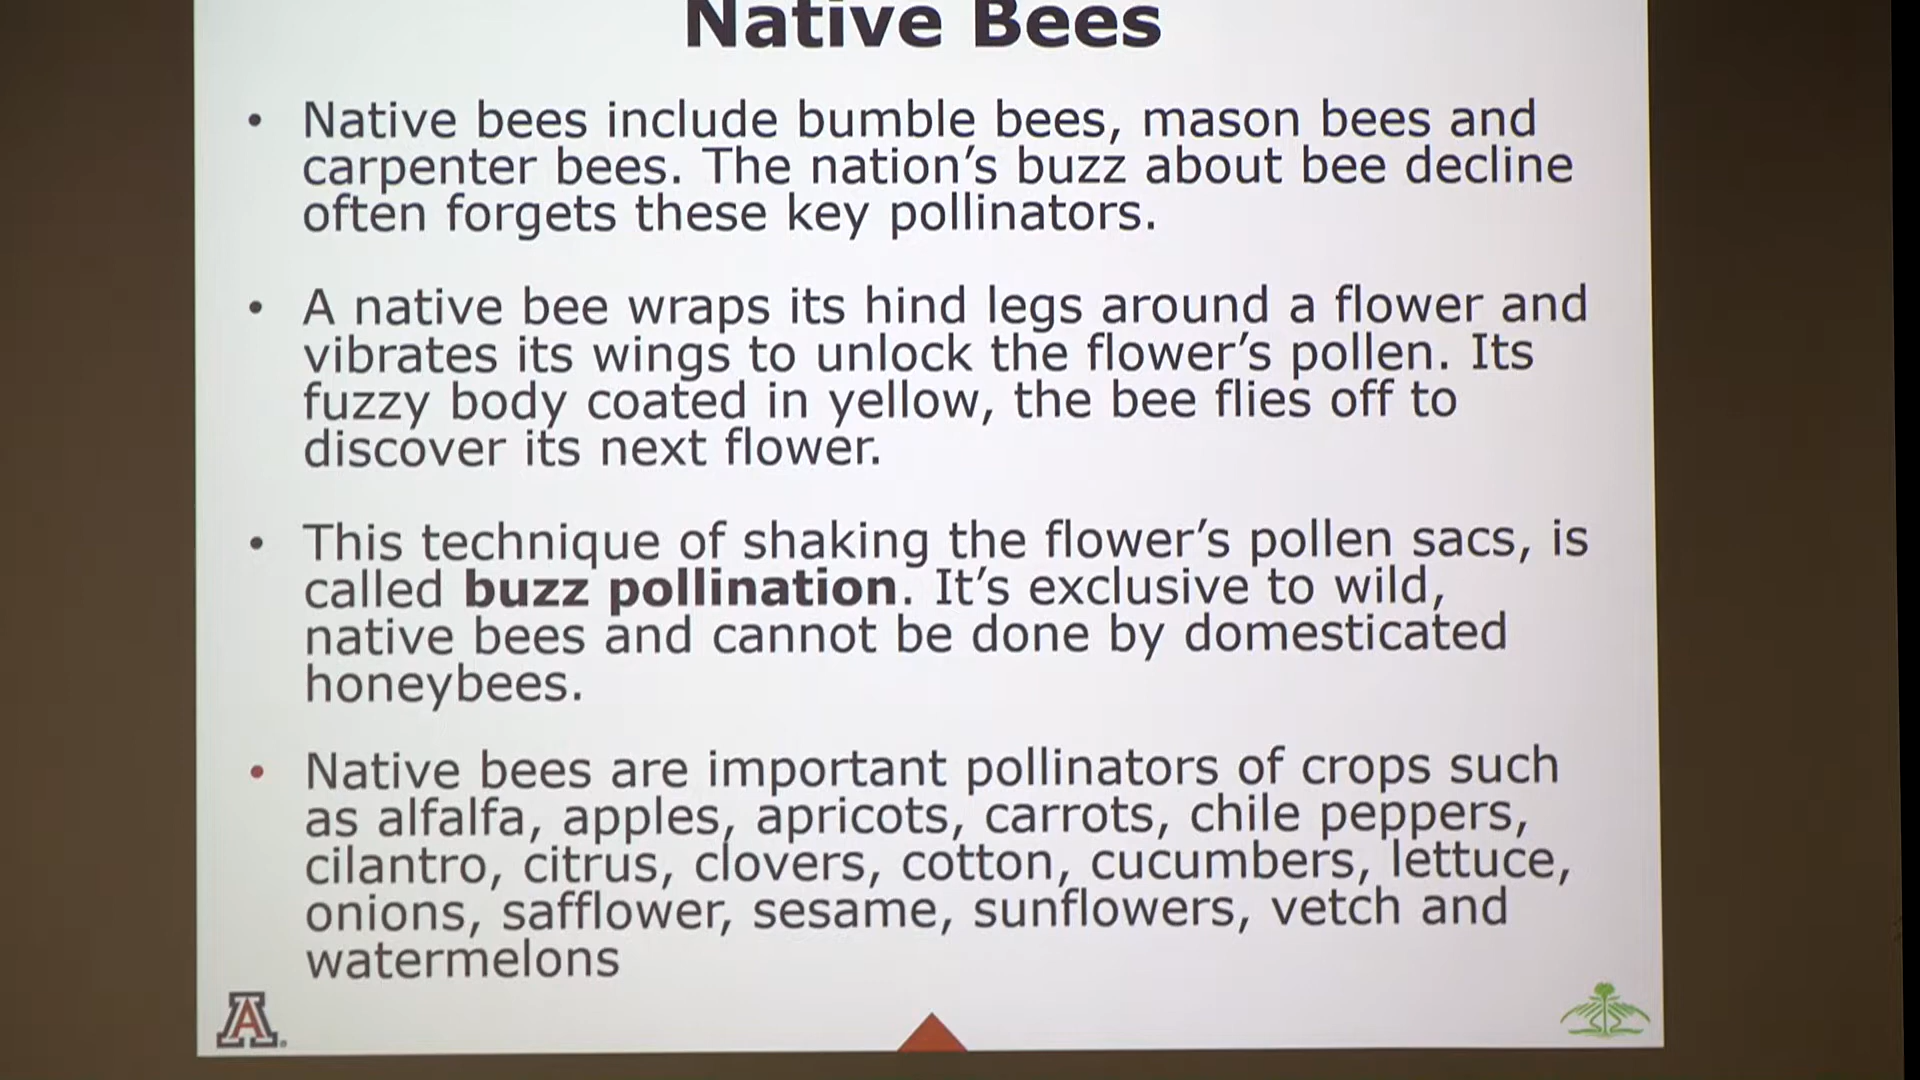 Native Bees
• Native bees include bumble bees, mason bees and
carpenter bees. The nation’s buzz about bee decline
often forgets these key pollinators.
• A native bee wraps its hind legs around a flower and
vibrates its wings to unlock the flower’s pollen. Its
fuzzy body coated in yellow, the bee flies off to
discover its next flower.
• This technique of shaking the flower’s pollen sacs, is
called buzz pollination. It’s exclusive to wild,
native bees and cannot be done by domesticated
honeybees.
• Native bees are important pollinators of crops such
as alfalfa, apples, apricots, carrots, chile peppers,
cilantro, citrus, clovers, cotton, cucumbers, lettuce,
onions, safflower, sesame, sunflowers, vetch and
watermelons
A